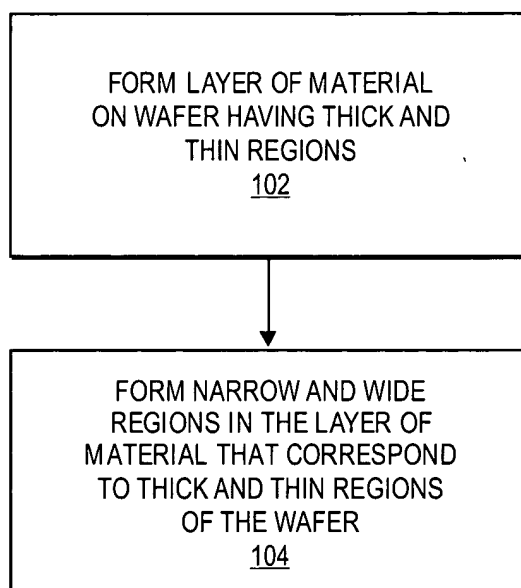 FORM LAYER OF MATERIAL
ON WAFER HAVING THICK AND
THIN REGIONS
102
FORM NARROW AND WIDE
REGIONS IN THE LAYER OF
MATERIAL THAT CORRESPOND
TO THICK AND THIN REGIONS
OF THE WAFER
104